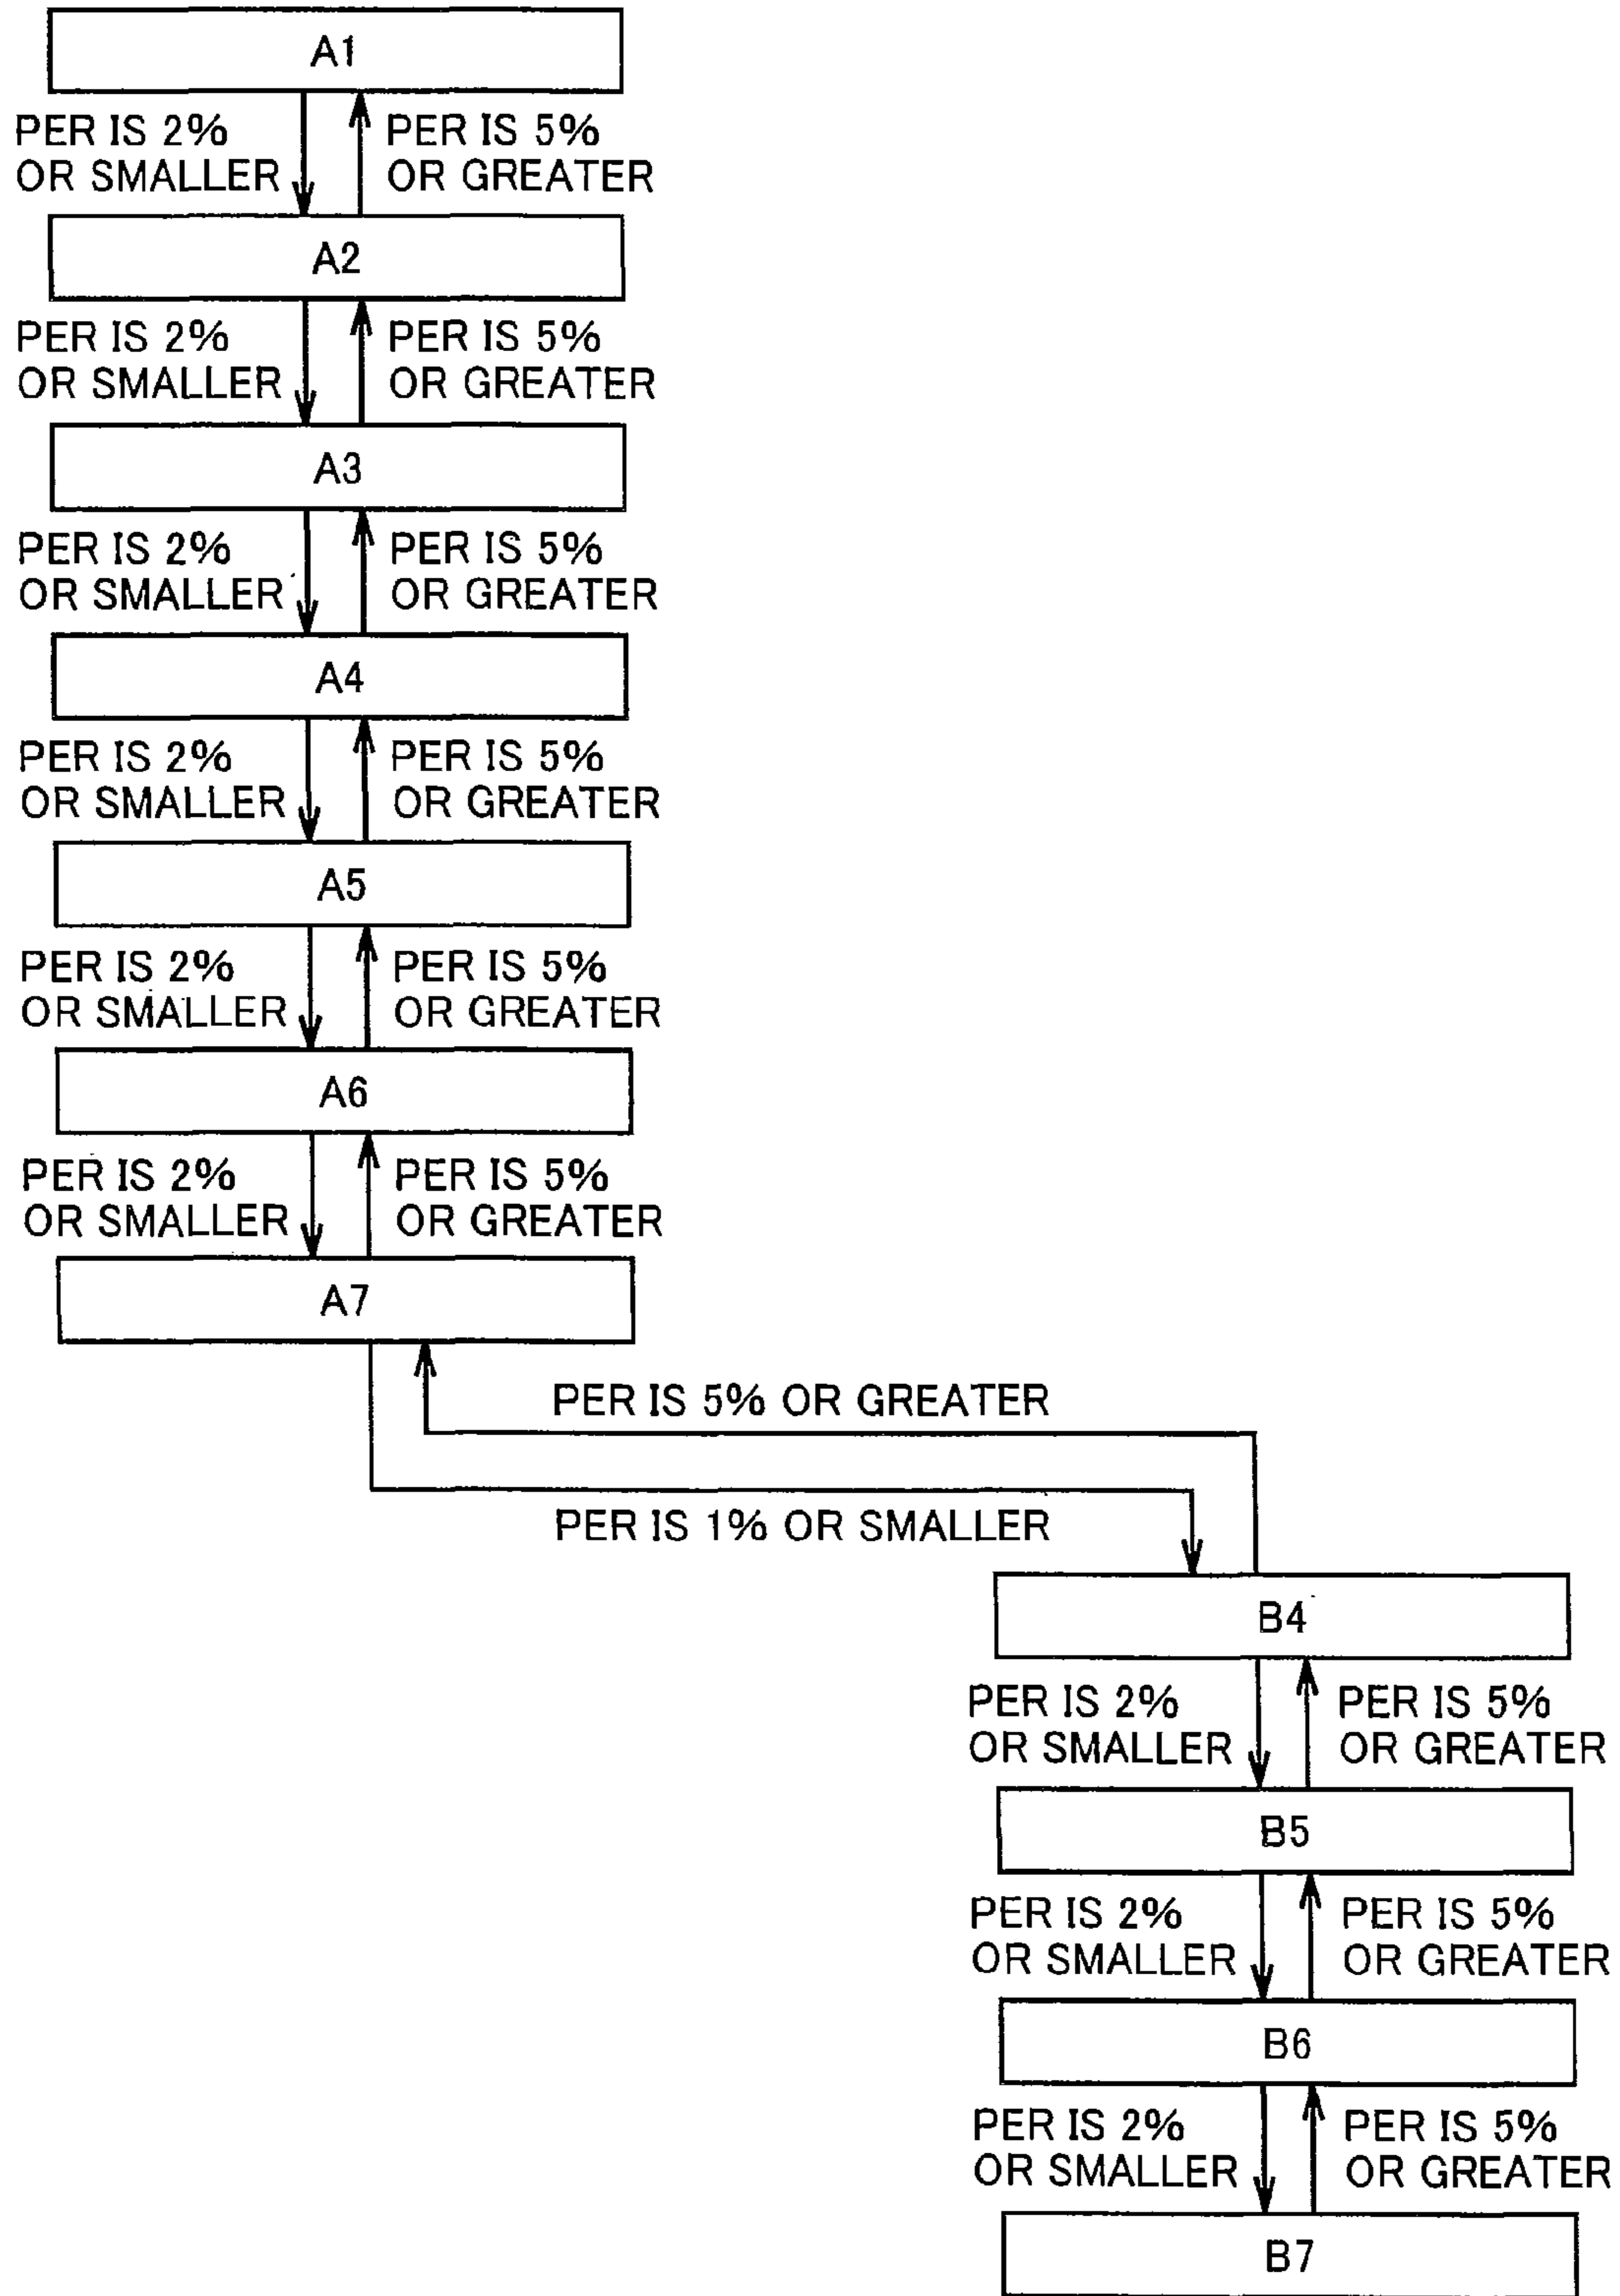 A1
PER IS 2%
OR SMALLER
PER IS 5%
OR GREATER
A2
PER IS 2%
OR SMALLER
PER IS 5%
OR GREATER
A3
PER IS 2%
OR SMALLER
PER IS 5%
OR GREATER
A4
PER IS 2%
OR SMALLER
PER IS 5%
OR GREATER
A5
PER IS 2%
OR SMALLER
PER IS 5%
OR GREATER
A6
PER IS 2%
OR SMALLER
PER IS 5%
OR GREATER
A7
PER IS 5% OR GREATER
PER IS 1% OR SMALLER
B4
PER IS 2%
OR SMALLER
PER IS 5%
OR GREATER
B5
PER IS 2%
OR SMALLER
PER IS 5%
OR GREATER
B6
PER IS 2%
OR SMALLER
PER IS 5%
OR GREATER
B7